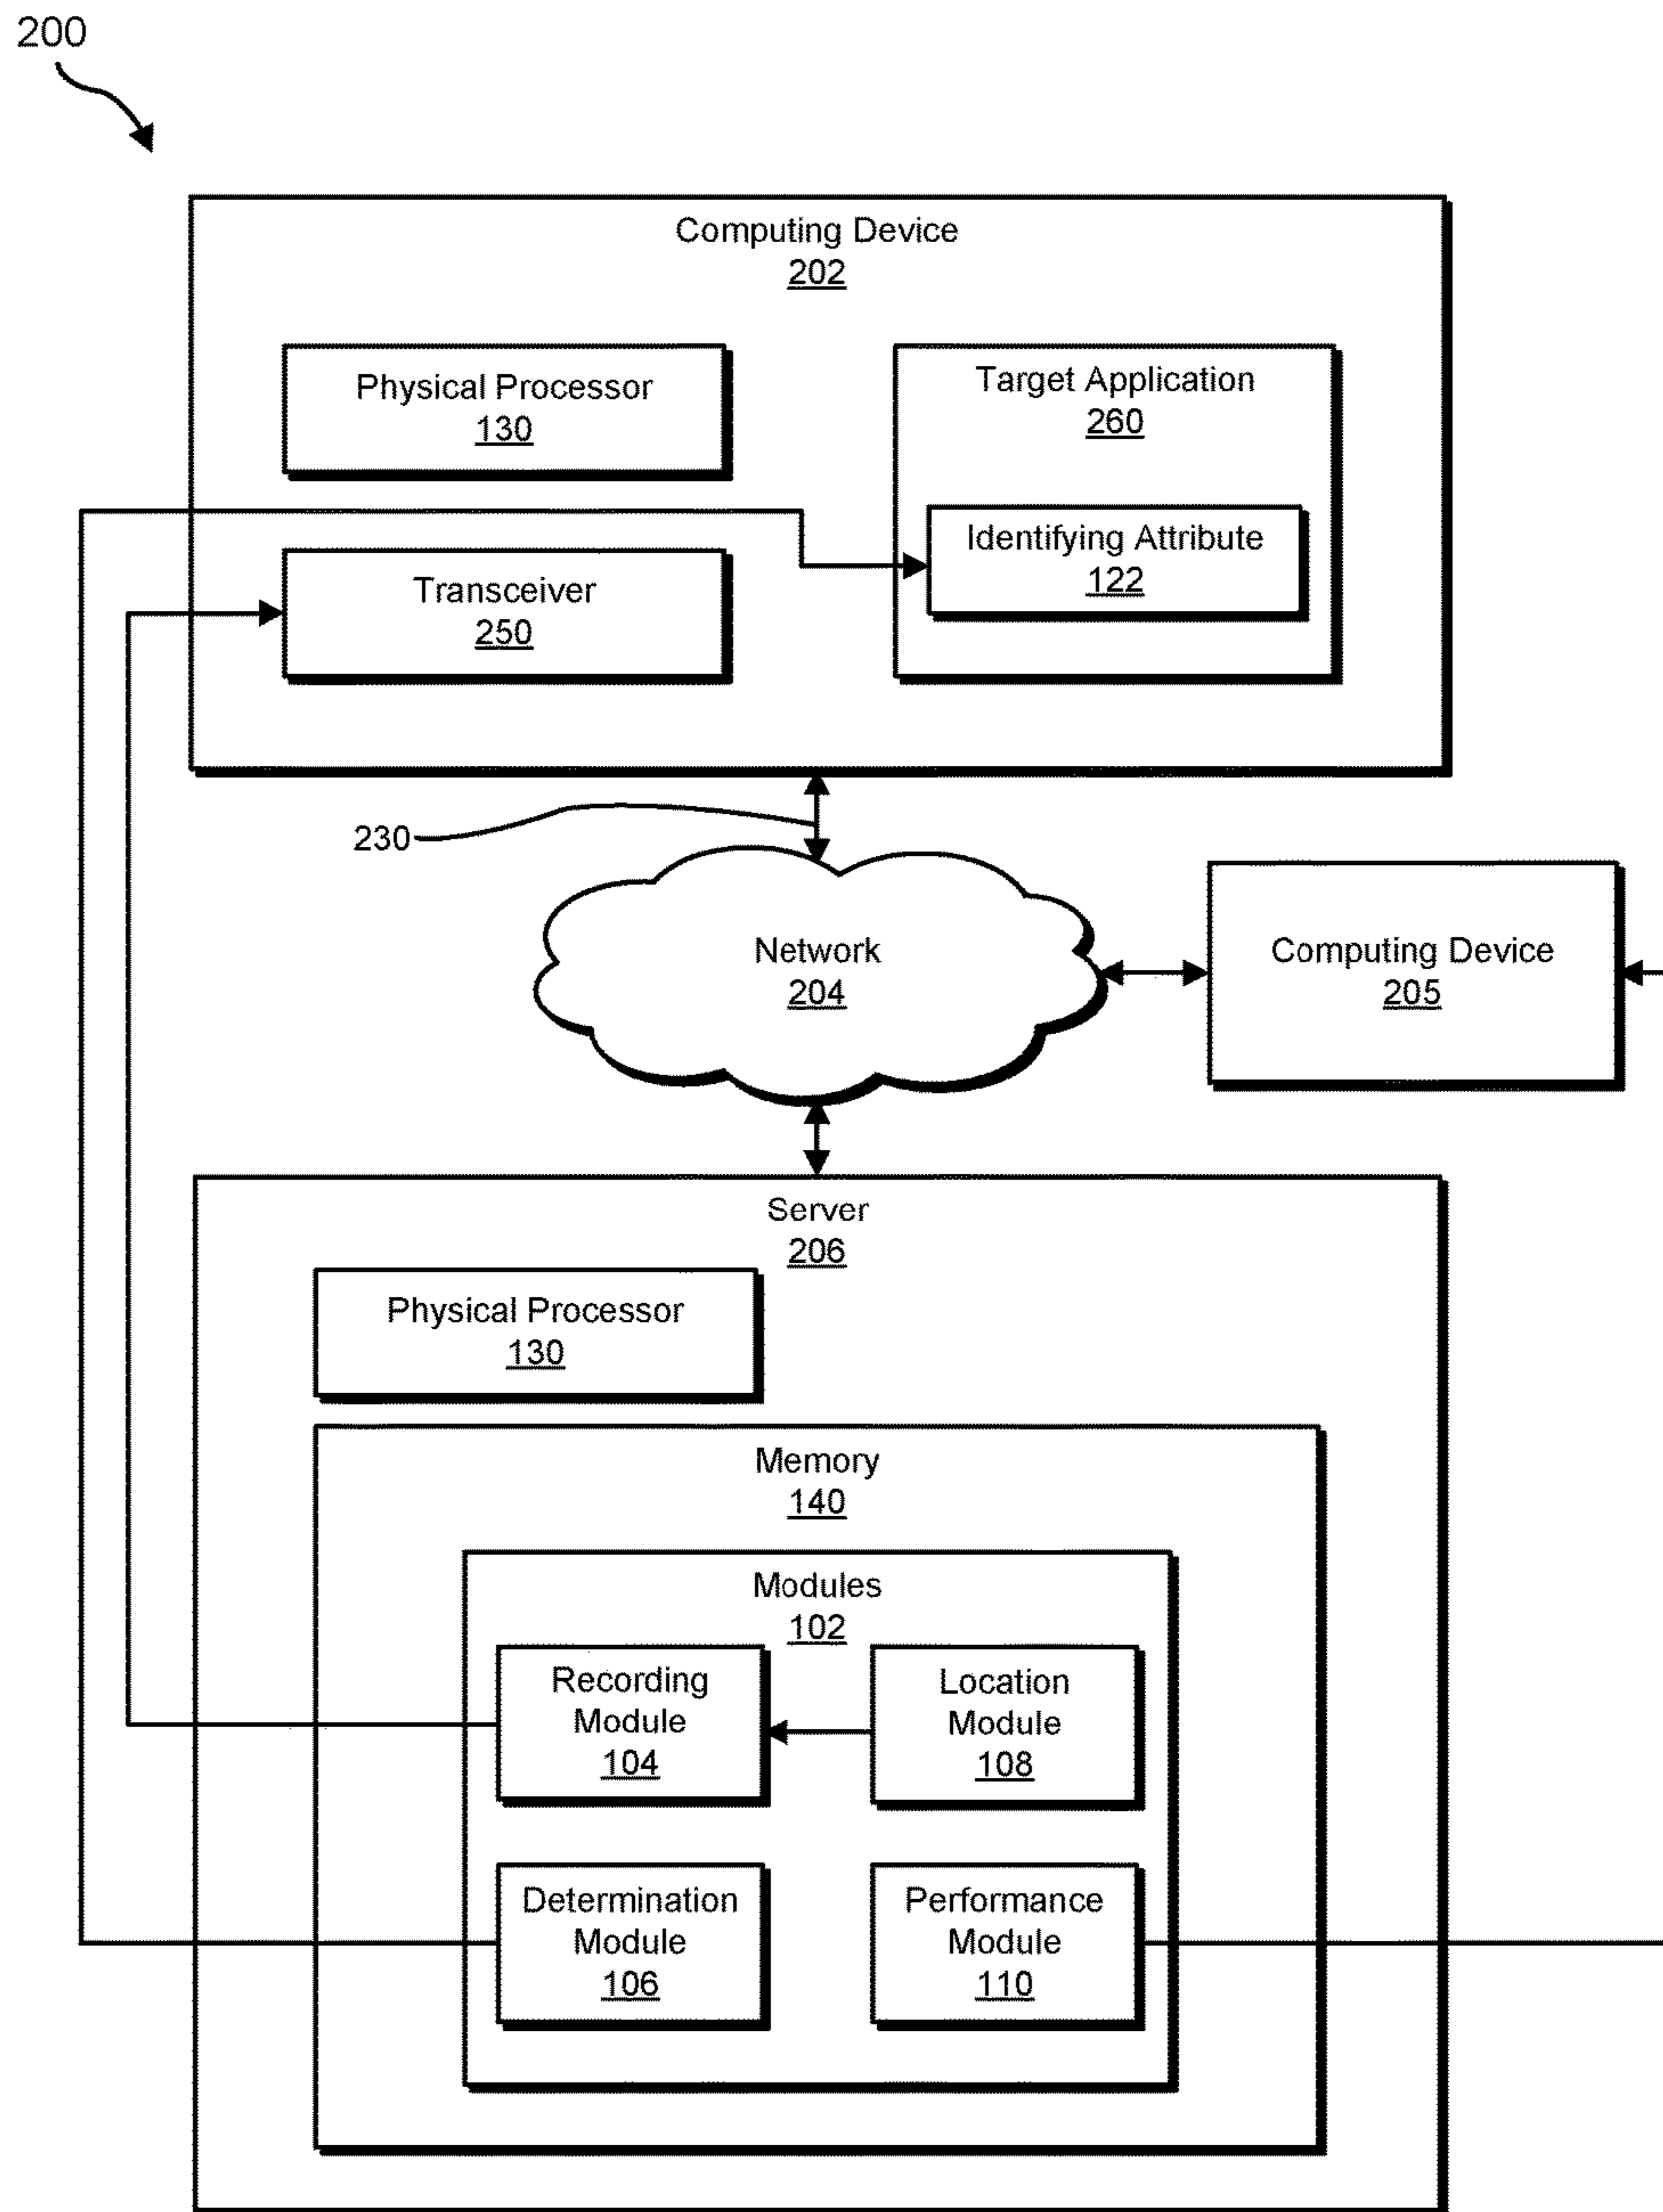 200
Computing Device
202
Physical Processor
130
Target Application
260
Identifying Attribute
122
Transceiver
250
230
Network
204
Computing Device
205
Server
206
Physical Processor
130
Memory
140
Modules
102
Recording
Module
104
Location
Module
108
Determination
Module
106
Performance
Module
110